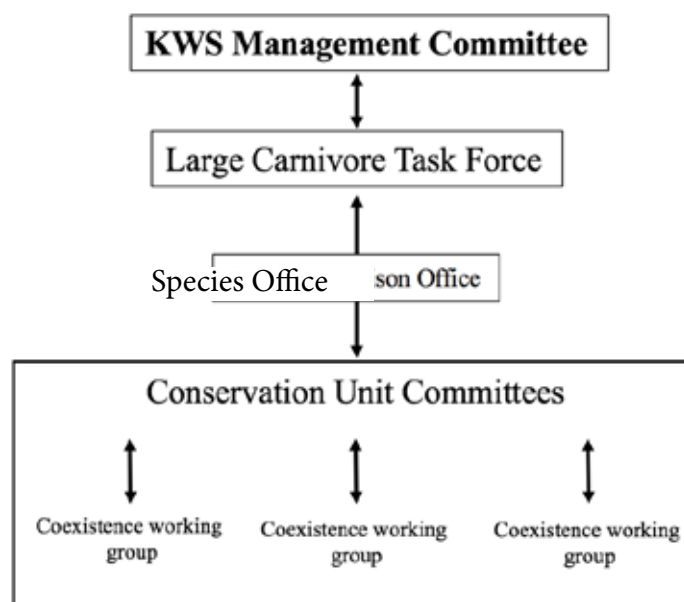 KWS Management Committee
Large Carnivore Task Force
Species Office son Office
Conservation Unit Committees
Coexistence working group
Coexistence working group
Coexistence working group